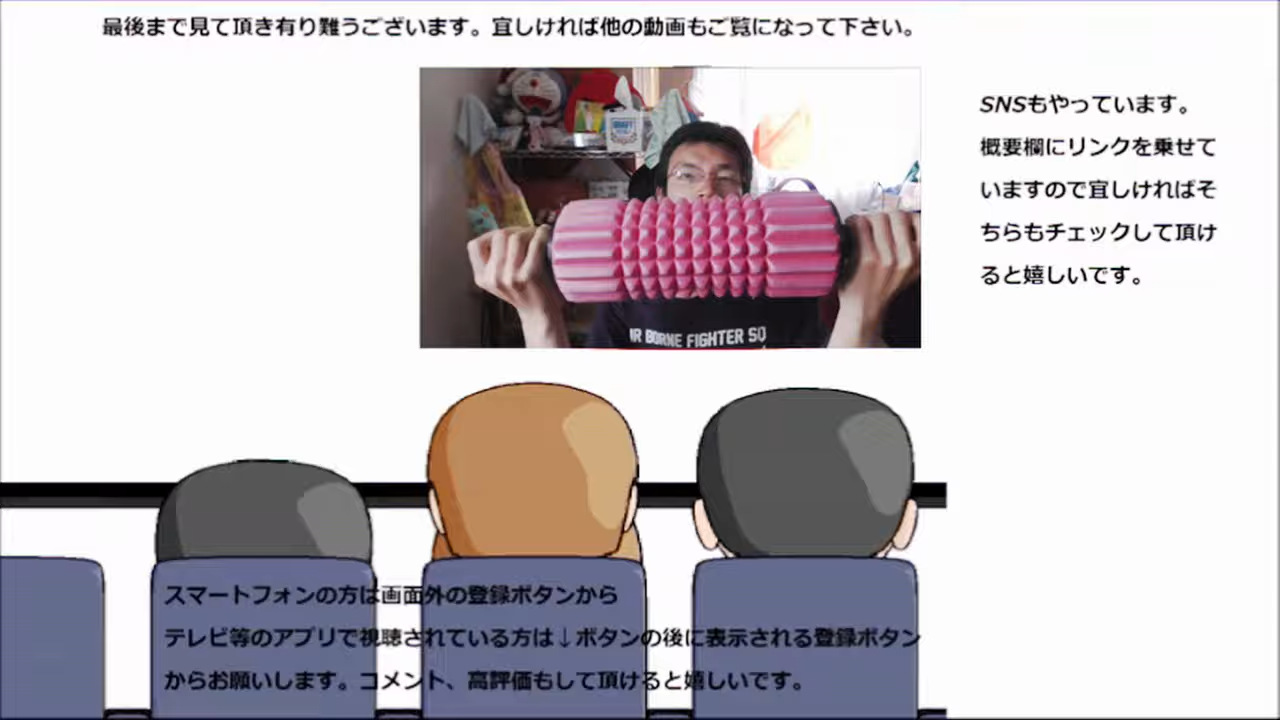 最後まで見て頂き有り難うございます。宜しければ他の動画もご覧になって下さい。
SNSもやっています。
概要欄にリンクを乗せて
いますので宜しければそ
ちらもチェックして頂け
ると嬉しいです。
IR BORNE FIGHTER SQ
スマートフォンの方は画面外の登録ボタンから
テレビ等のアプリで視聴されている方は↓ボタンの後に表示される登録ボタン
からお願いします。コメント、高評価もして頂けると嬉しいです。